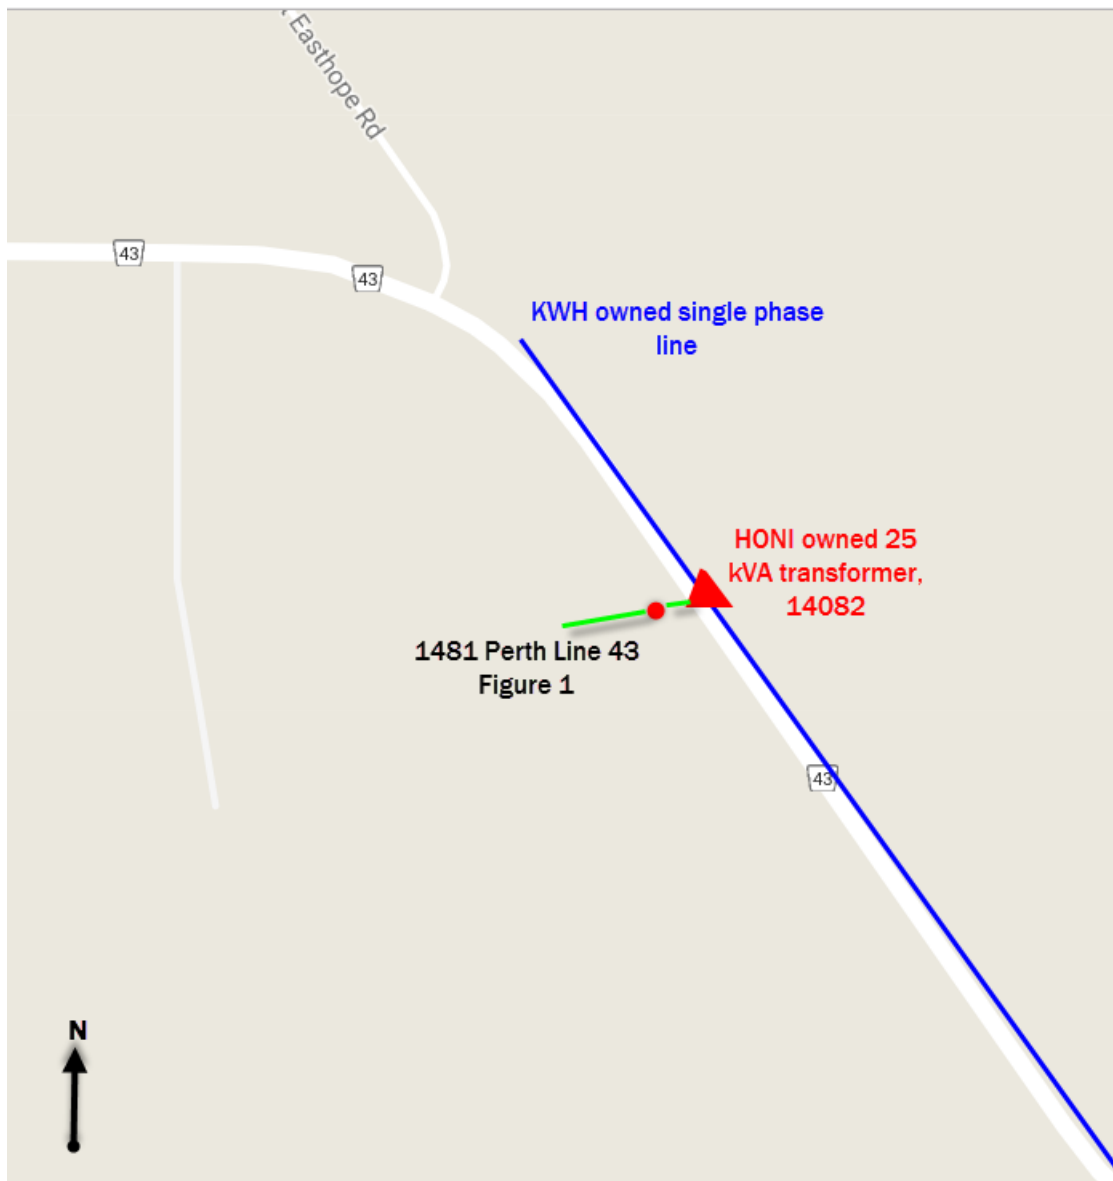 Easthope Rd
43
43
KWH owned single phase
line
HONI owned 25
kVA transformer,
14082
1481 Perth Line 43
Figure 1
43
N